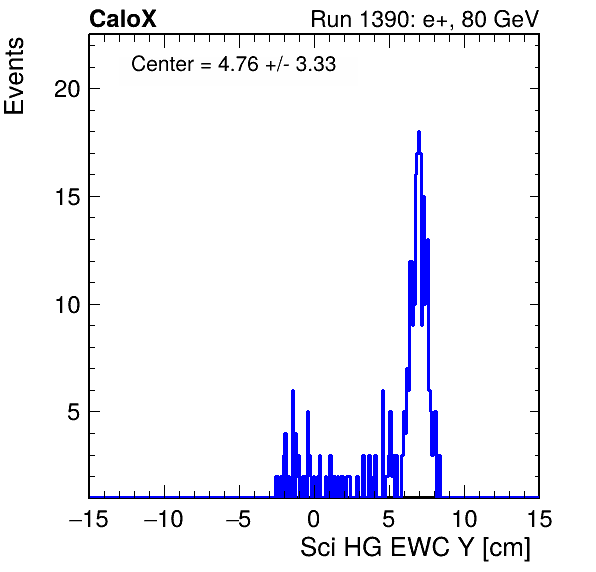 CaloX Run 1390: e+, 80 GeV
Events
Center = 4.76 +/- 3.33
20
15
10
5
−15 −10 −5 0 5 10 15
Sci HG EWC Y [cm]